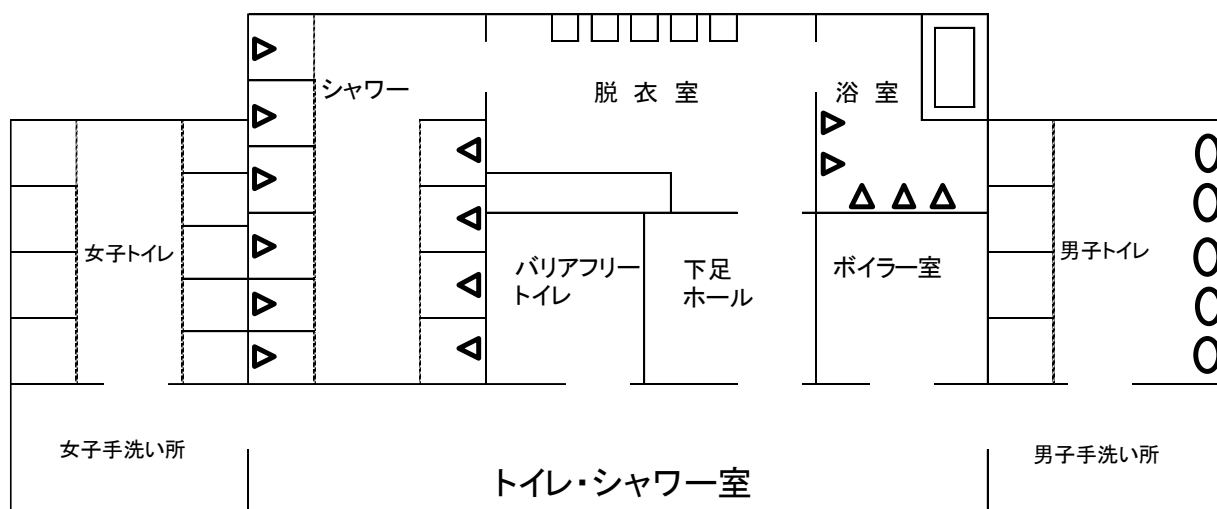 シャワー
脱衣室
浴室
女子トイレ
バリアフリー
トイレ
下足
ホール
ボイラー室
男子トイレ
女子手洗い所
男子手洗い所
トイレ・シャワー室